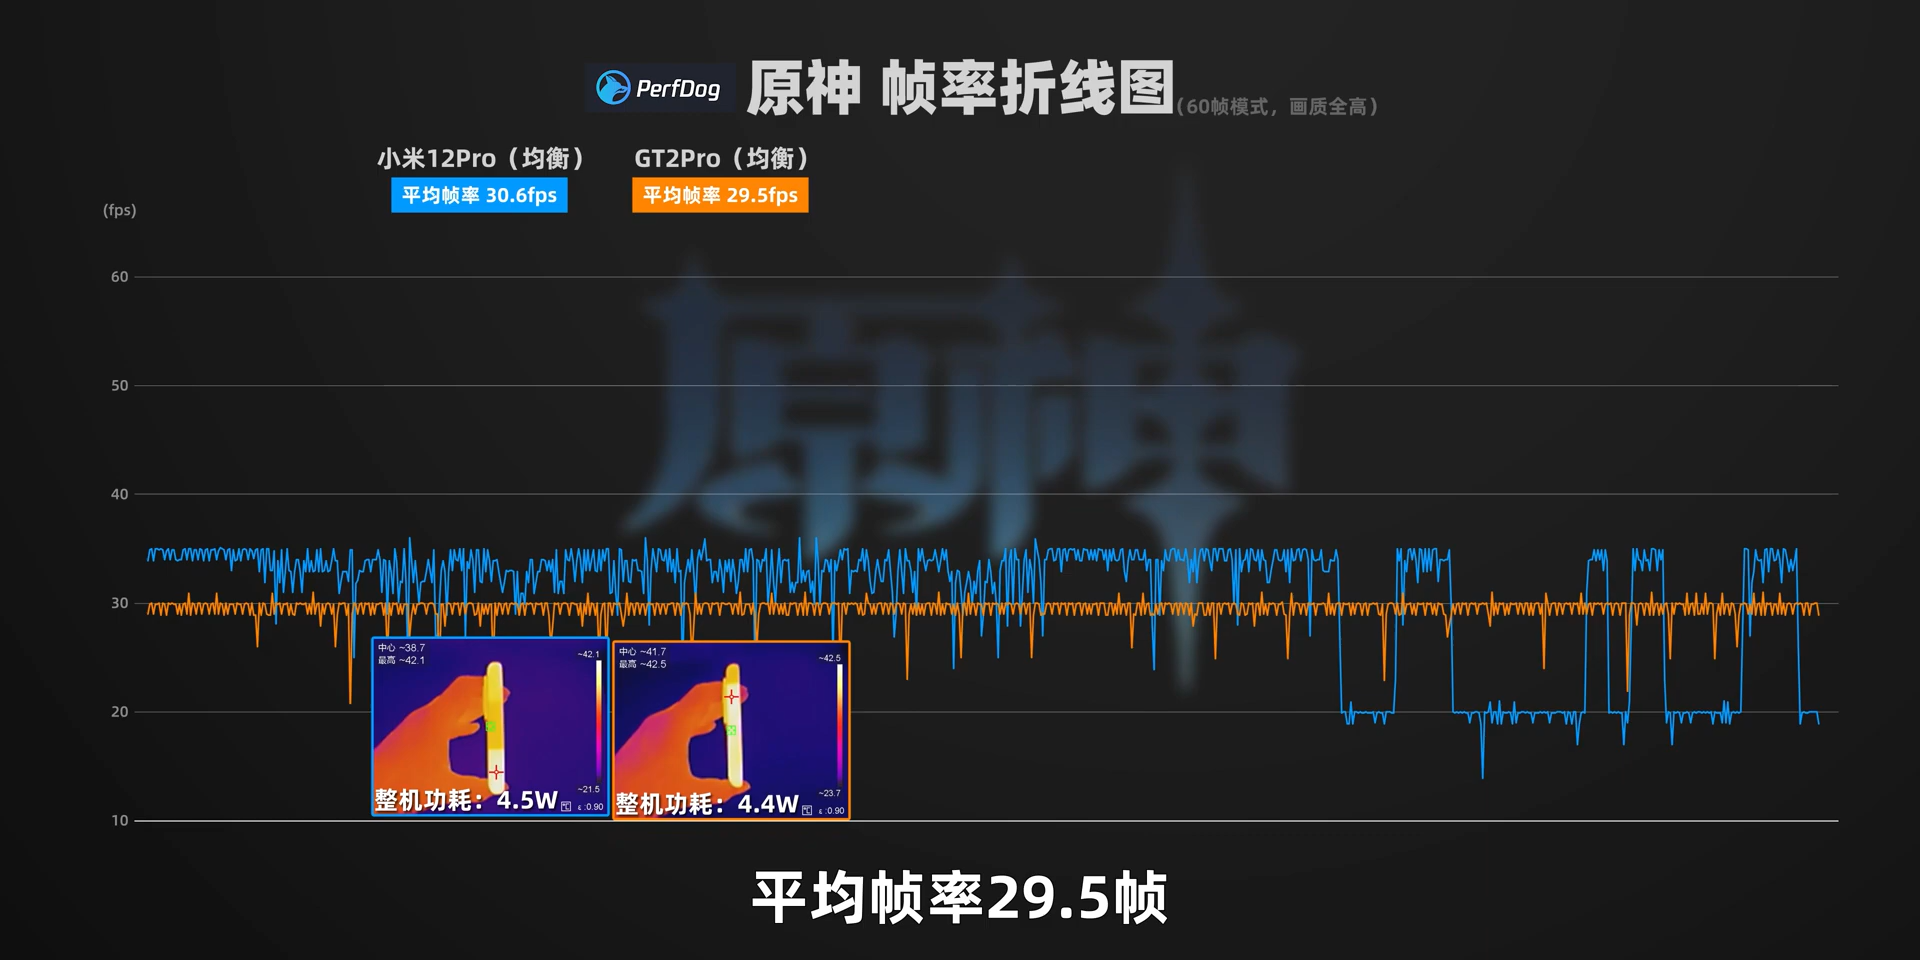 PerfDog 原神 帧率折线图(60帧模式，画质全高)
小米12Pro（均衡） GT2Pro（均衡）
平均帧率 30.6fps 平均帧率 29.5fps
(fps)
60
50
40
30
20
10
原神
中心 ~38.7
最高 ~42.1
~42.1
~21.5
整机功耗：4.5W ℃ ε:0.90
中心 ~41.7
最高 ~42.5
~42.5
~23.7
整机功耗：4.4W ℃ ε:0.90
平均帧率29.5帧